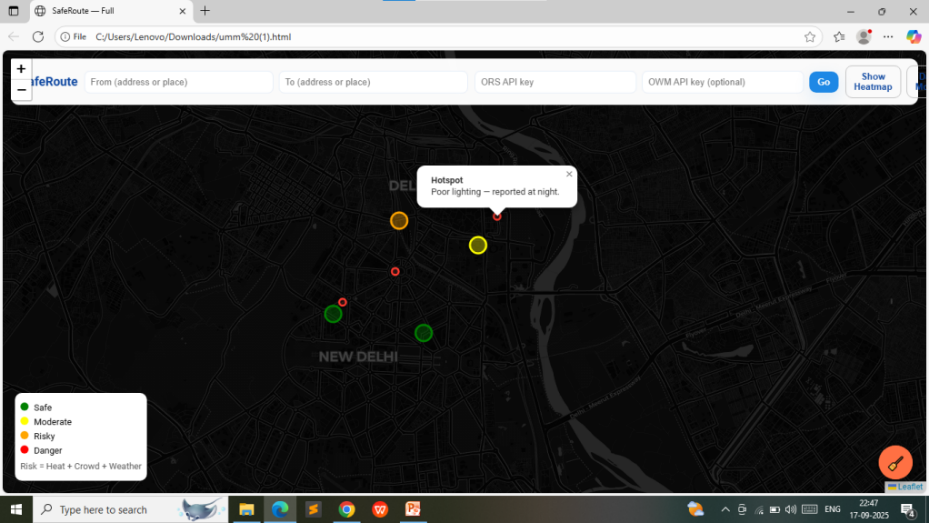 SafeRoute — Full
File
C:/Users/Lenovo/Downloads/umm%20(1).html
+
−
afeRoute
From (address or place)
To (address or place)
ORS API key
OWM API key (optional)
Go
Show
Heatmap
Hotspot
Poor lighting — reported at night.
NEW DELHI
Safe
Moderate
Risky
Danger
Risk = Heat + Crowd + Weather
Leaflet
Type here to search
ENG
22:47
17-09-2025
4